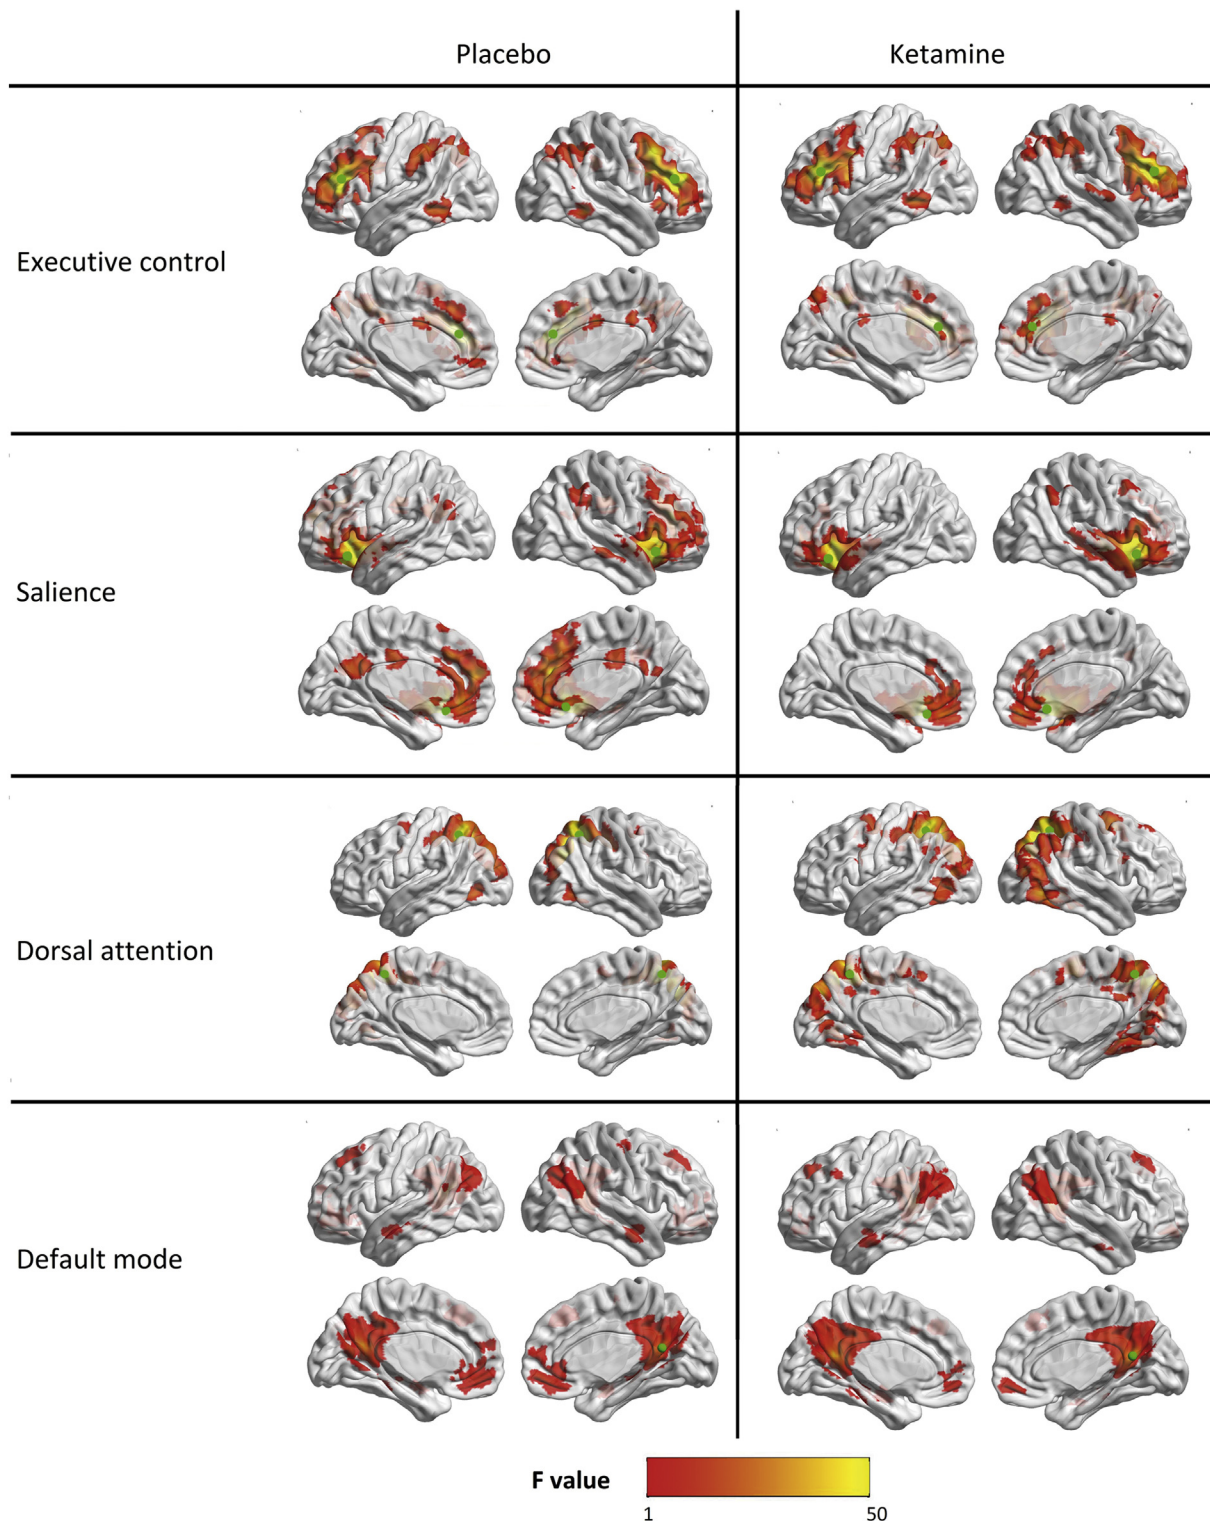 Placebo
Ketamine
Executive control
Salience
Dorsal attention
Default mode
F value
1
50